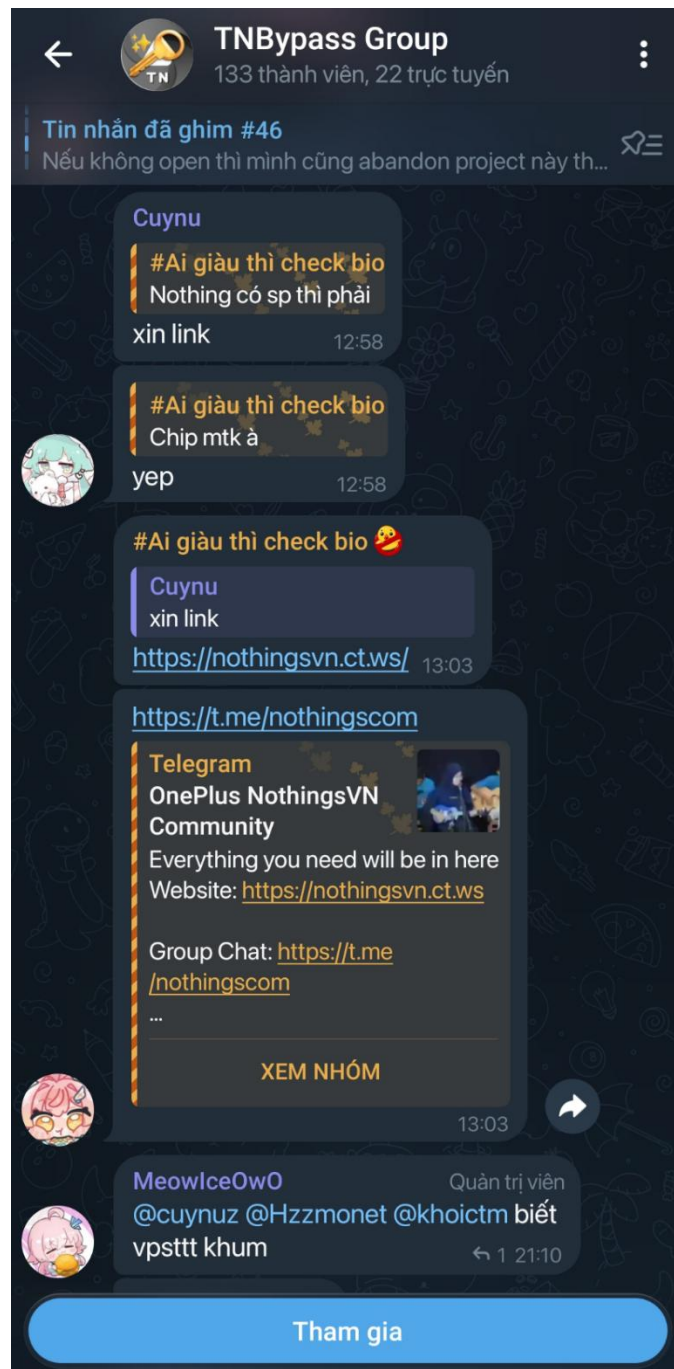 TNBypass Group
TN
133 thành viên, 22 trực tuyến
Tin nhắn đã ghim #46
Nếu không open thì mình cũng abandon project này th...
Cuynu
#Ai giàu thì check bio
Nothing có sp thì phải
xin link
12:58
#Ai giàu thì check bio
Chip mtk à
yep
12:58
#Ai giàu thì check bio
Cuynu
xin link
https://nothingsvn.ct.ws/ 13:03
https://t.me/nothingscom
Telegram
OnePlus NothingsVN
Community
Everything you need will be in here
Website: https://nothingsvn.ct.ws
Group Chat: https://t.me
/nothingscom
...
XEM NHÓM
13:03
MeowIceOwO Quản trị viên
@cuynuz @Hzzmonet @khoictm biết
vpsttt khum
1 21:10
Tham gia